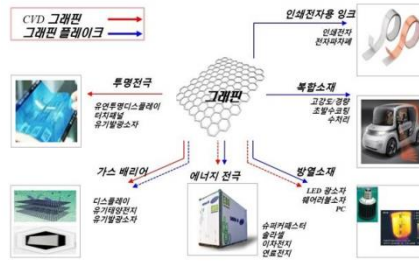 CVD 그래핀
그래핀 플레이크
인쇄전자용 잉크
인쇄전자
전자파차폐
투명전극
유연투명디스플레이
터치패널
유기발광소자
그래핀
복합소재
고강도/경량
초발수코팅
수처리
가스 배리어
디스플레이
유기태양전지
유기발광소자
에너지 전극
슈퍼커패스터
솔라셀
이차전지
연료전지
방열소재
LED 광소자
웨어러블소자
PC